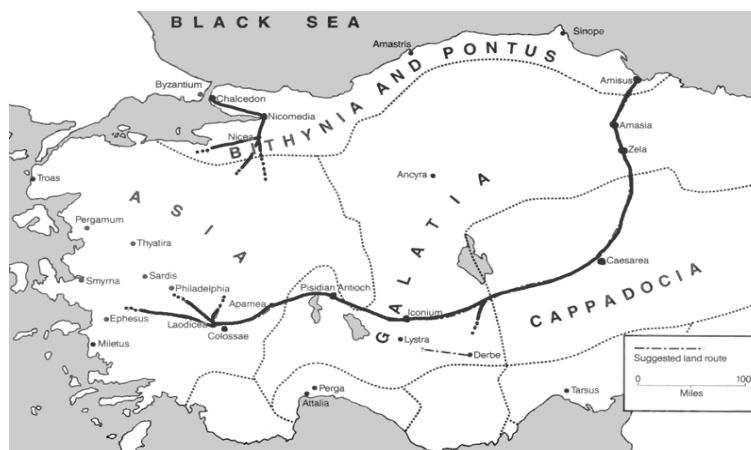 BLACK SEA
Sinope
Amastris
BITHYNIA AND PONTUS
Byzantium
Chalcedon
Amisus
Nicomedia
Amasia
Nicea
Zela
Troas
Ancyra
ASIA
GALATIA
Pergamum
Thyatira
Caesarea
Sardis
Smyrna
Philadelphia
Pisidian Antioch
CAPPADOCIA
Apamea
Ephesus
Laodicea
Iconium
Colossae
Lystra
Miletus
Derbe
Suggested land route
0 100
Miles
Perga
Tarsus
Attalia